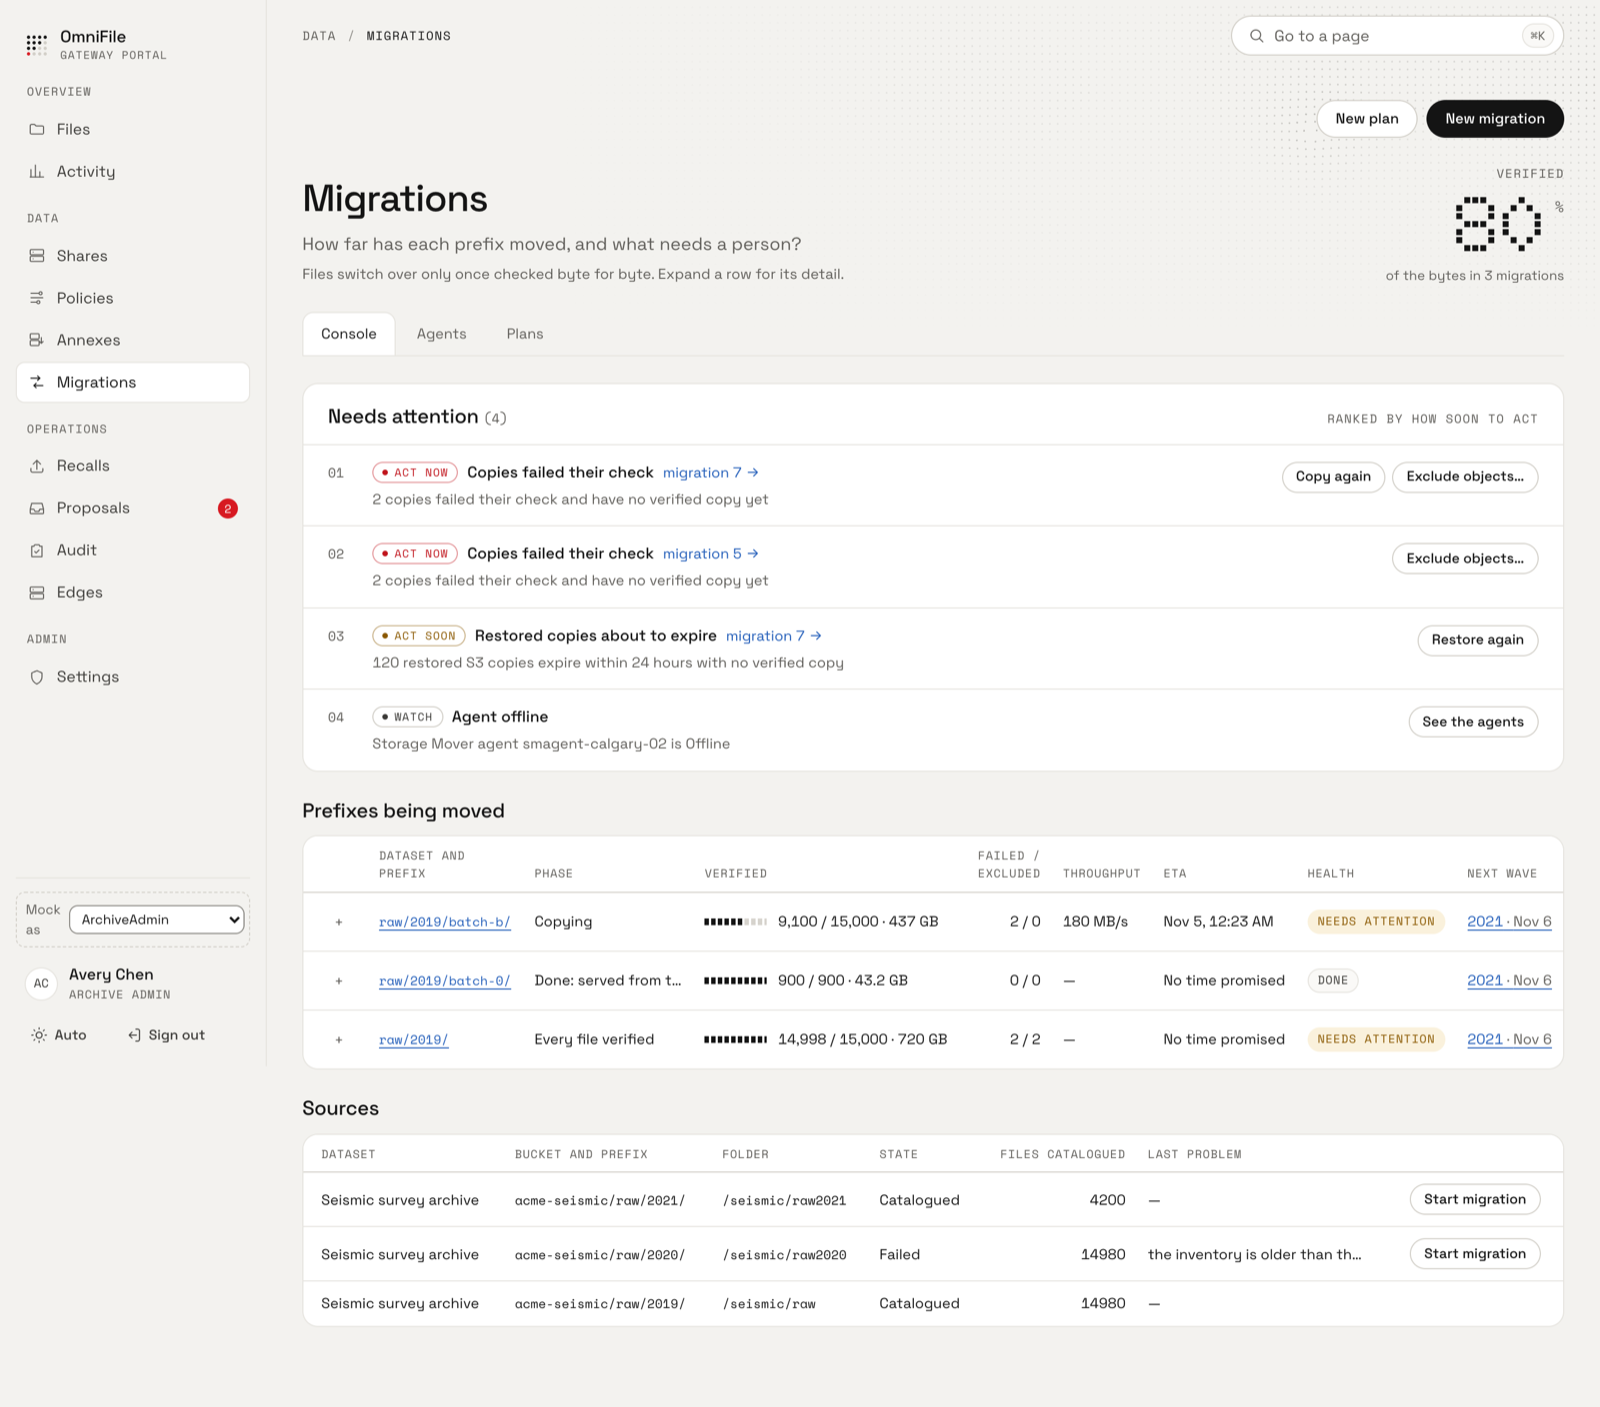 OmniFile
GATEWAY PORTAL
OVERVIEW
Files
Activity
DATA
Shares
Policies
Annexes
Migrations
OPERATIONS
Recalls
Proposals 2
Audit
Edges
ADMIN
Settings
Mock as ArchiveAdmin
AC Avery Chen
ARCHIVE ADMIN
Auto Sign out
DATA / MIGRATIONS
Go to a page ⌘K
New plan New migration
Migrations
How far has each prefix moved, and what needs a person?
Files switch over only once checked byte for byte. Expand a row for its detail.
VERIFIED
80 %
of the bytes in 3 migrations
Console Agents Plans
Needs attention (4) RANKED BY HOW SOON TO ACT
01 ACT NOW Copies failed their check migration 7 → Copy again Exclude objects…
2 copies failed their check and have no verified copy yet
02 ACT NOW Copies failed their check migration 5 → Exclude objects…
2 copies failed their check and have no verified copy yet
03 ACT SOON Restored copies about to expire migration 7 → Restore again
120 restored S3 copies expire within 24 hours with no verified copy
04 WATCH Agent offline See the agents
Storage Mover agent smagent-calgary-02 is Offline
Prefixes being moved
DATASET AND PREFIX PHASE VERIFIED FAILED / EXCLUDED THROUGHPUT ETA HEALTH NEXT WAVE
+ raw/2019/batch-b/ Copying 9,100 / 15,000 · 437 GB 2 / 0 180 MB/s Nov 5, 12:23 AM NEEDS ATTENTION 2021 · Nov 6
+ raw/2019/batch-0/ Done: served from t… 900 / 900 · 43.2 GB 0 / 0 — No time promised DONE 2021 · Nov 6
+ raw/2019/ Every file verified 14,998 / 15,000 · 720 GB 2 / 2 — No time promised NEEDS ATTENTION 2021 · Nov 6
Sources
DATASET BUCKET AND PREFIX FOLDER STATE FILES CATALOGUED LAST PROBLEM
Seismic survey archive acme-seismic/raw/2021/ /seismic/raw2021 Catalogued 4200 — Start migration
Seismic survey archive acme-seismic/raw/2020/ /seismic/raw2020 Failed 14980 the inventory is older than th… Start migration
Seismic survey archive acme-seismic/raw/2019/ /seismic/raw Catalogued 14980 —